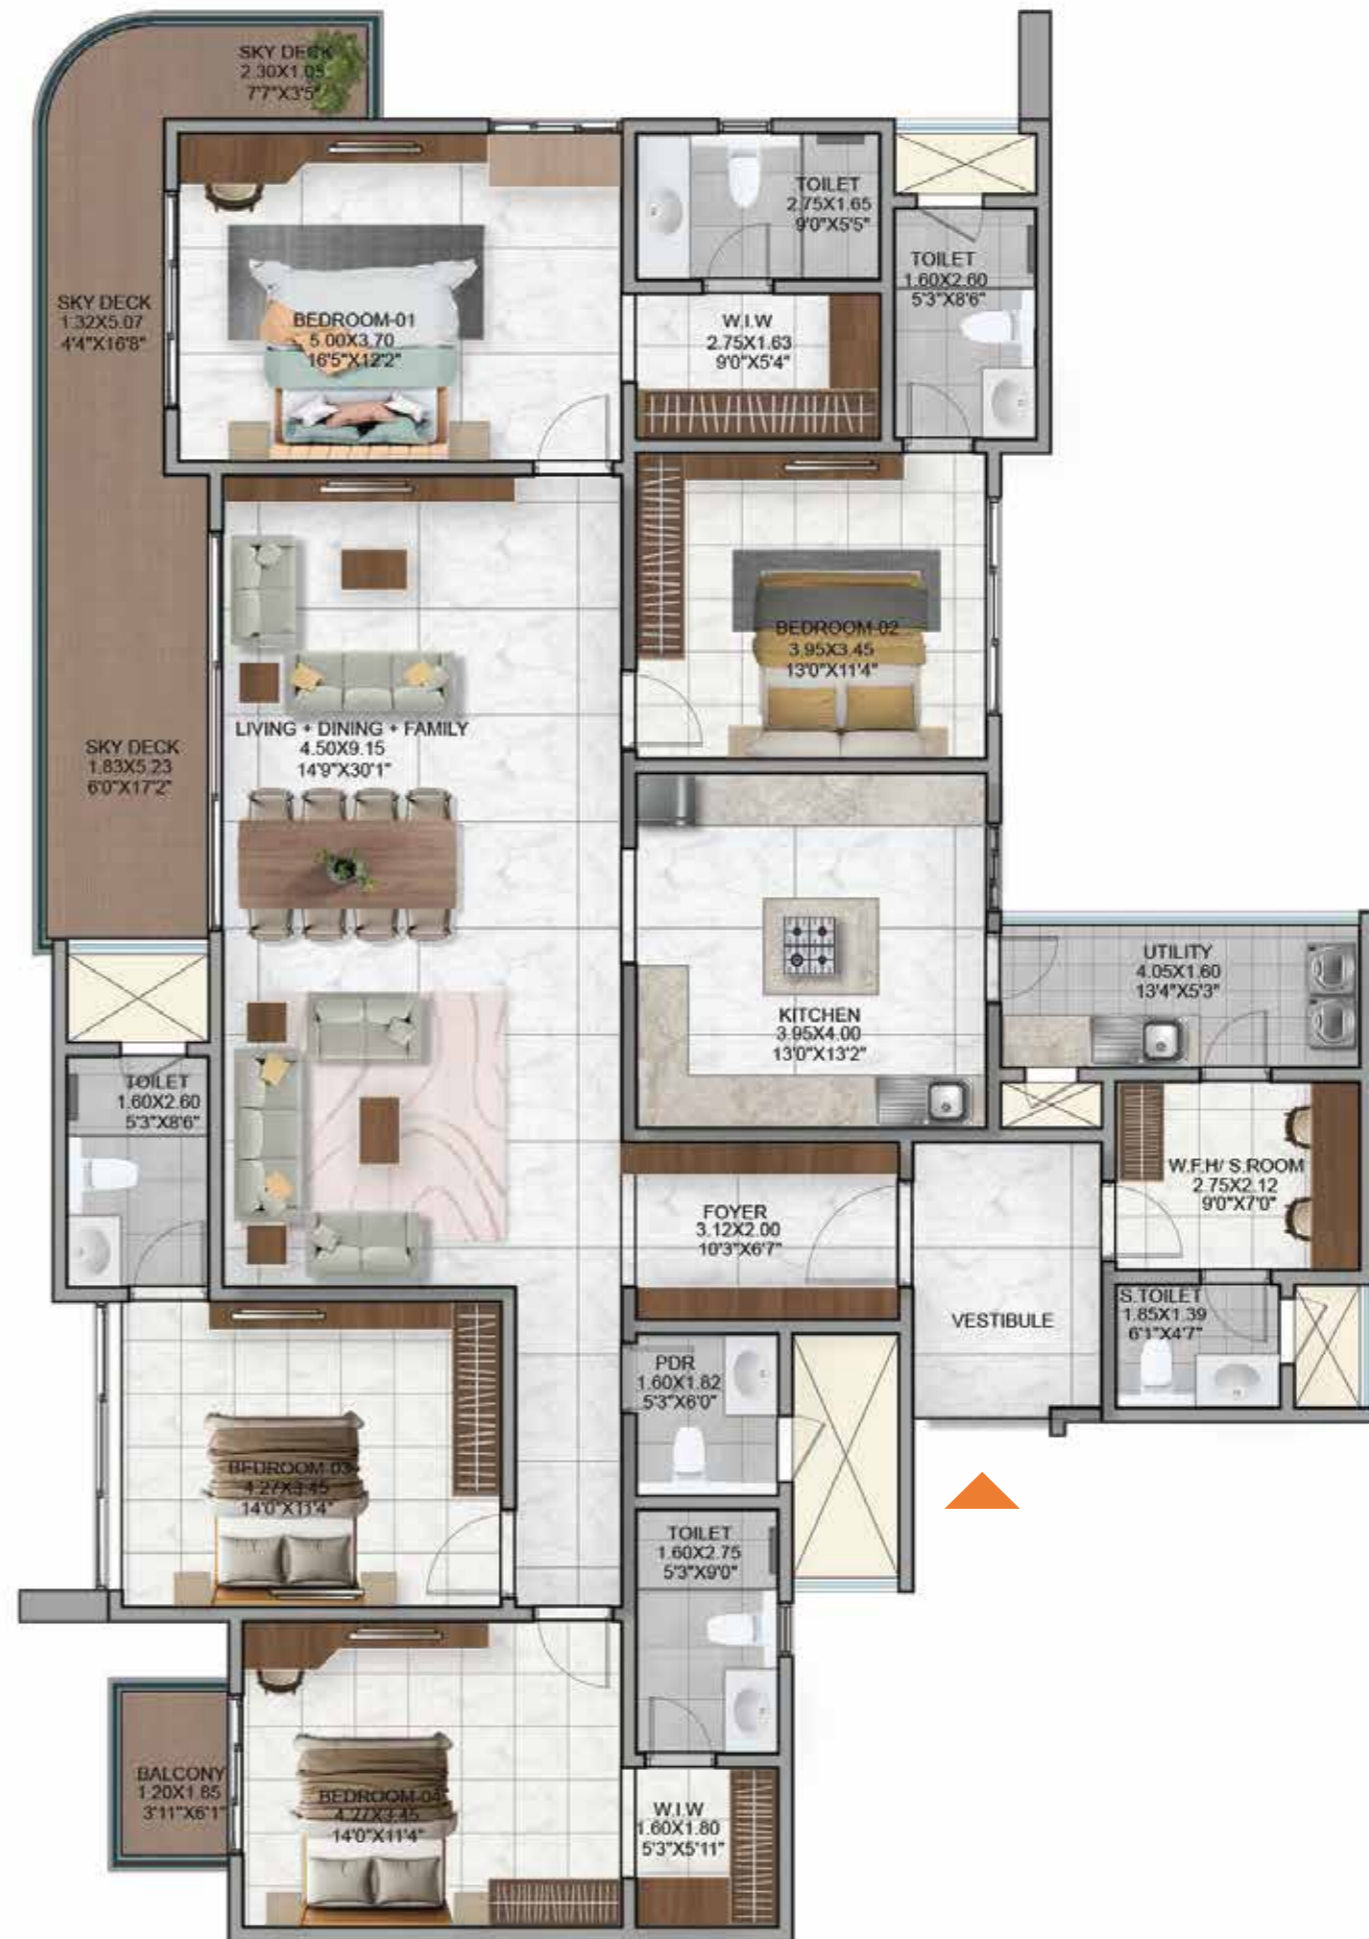 SKY DECK
2.30X1.05
7'7"X3'5"
TOILET
2.75X1.65
9'0"X5'5"
TOILET
1.60X2.60
5'3"X8'6"
SKY DECK
1.32X5.07
4'4"X16'8"
BEDROOM-01
5.00X3.70
16'5"X12'2"
W.I.W
2.75X1.63
9'0"X5'4"
BEDROOM-02
3.95X3.45
13'0"X11'4"
LIVING + DINING + FAMILY
4.50X9.15
14'9"X30'1"
SKY DECK
1.83X5.23
6'0"X17'2"
UTILITY
4.05X1.60
13'4"X5'3"
KITCHEN
3.95X4.00
13'0"X13'2"
TOILET
1.60X2.60
5'3"X8'6"
W.F.H/ S.ROOM
2.75X2.12
9'0"X7'0"
FOYER
3.12X2.00
10'3"X6'7"
VESTIBULE
S.TOILET
1.85X1.39
6'1"X4'7"
PDR
1.60X1.82
5'3"X6'0"
BEDROOM-03
4.27X3.45
14'0"X11'4"
TOILET
1.60X2.75
5'3"X9'0"
BALCONY
1.20X1.85
3'11"X6'1"
BEDROOM-04
4.27X3.45
14'0"X11'4"
W.I.W
1.60X1.80
5'3"X5'11"